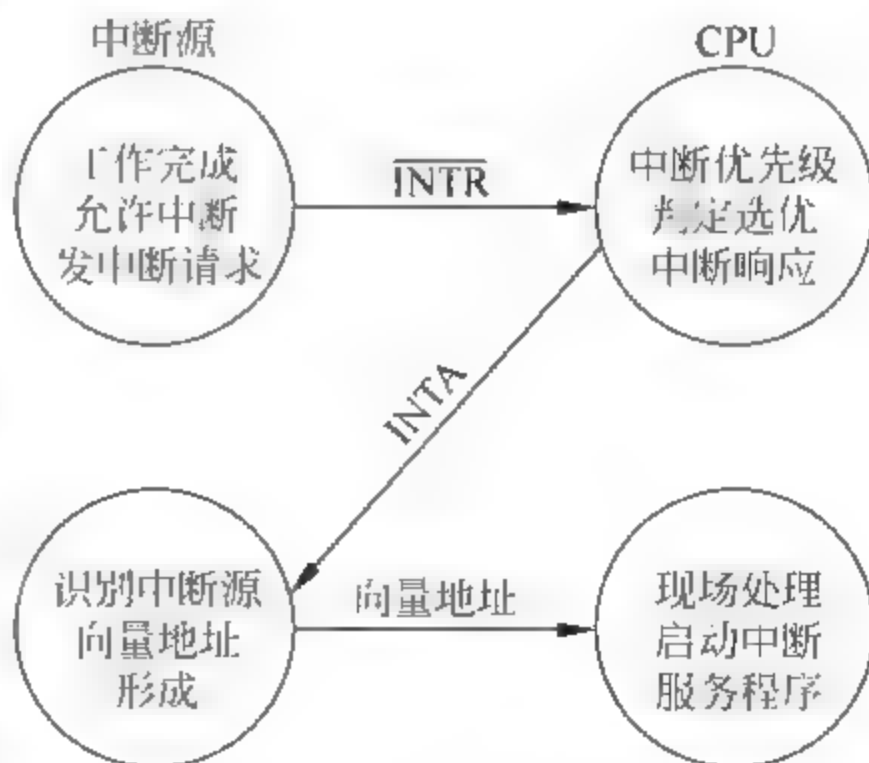 中断源
CPU
工作完成
允许中断
发中断请求
INTR
中断优先级
判定选优
中断响应
INTA
识别中断源
向量地址
形成
向量地址
现场处理
启动中断
服务程序